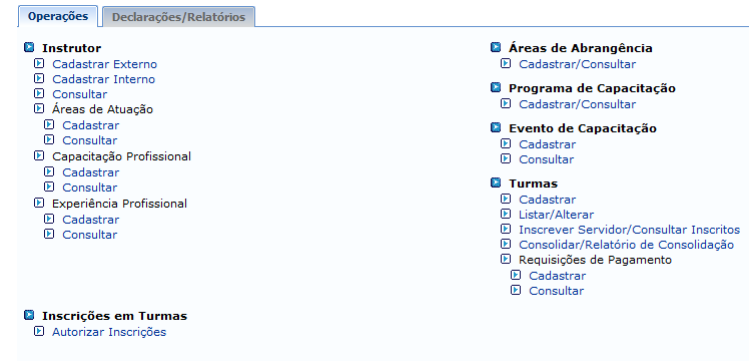 Operações
Declarações/Relatórios
Instrutor
Cadastrar Externo
Cadastrar Interno
Consultar
Áreas de Atuação
Cadastrar
Consultar
Capacitação Profissional
Cadastrar
Consultar
Experiência Profissional
Cadastrar
Consultar
Inscrições em Turmas
Autorizar Inscrições
Áreas de Abrangência
Cadastrar/Consultar
Programa de Capacitação
Cadastrar/Consultar
Evento de Capacitação
Cadastrar
Consultar
Turmas
Cadastrar
Listar/Alterar
Inscrever Servidor/Consultar Inscritos
Consolidar/Relatório de Consolidação
Requisições de Pagamento
Cadastrar
Consultar